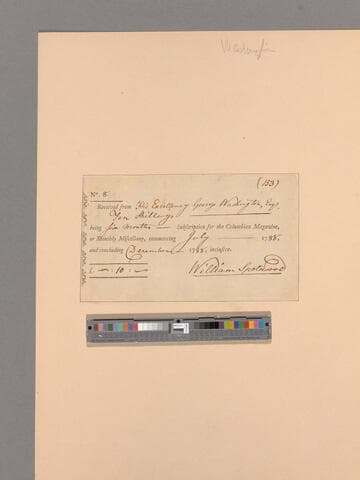 (153)
No. 8
Received from His Excellency George Washington, Esqr
Ten Shillings
being six months Subscription for the Columbian Magazine,
or Monthly Miscellany, commencing July 1788.
and concluding December 1788. inclusive.
£ - 10 : -
William Spotswood